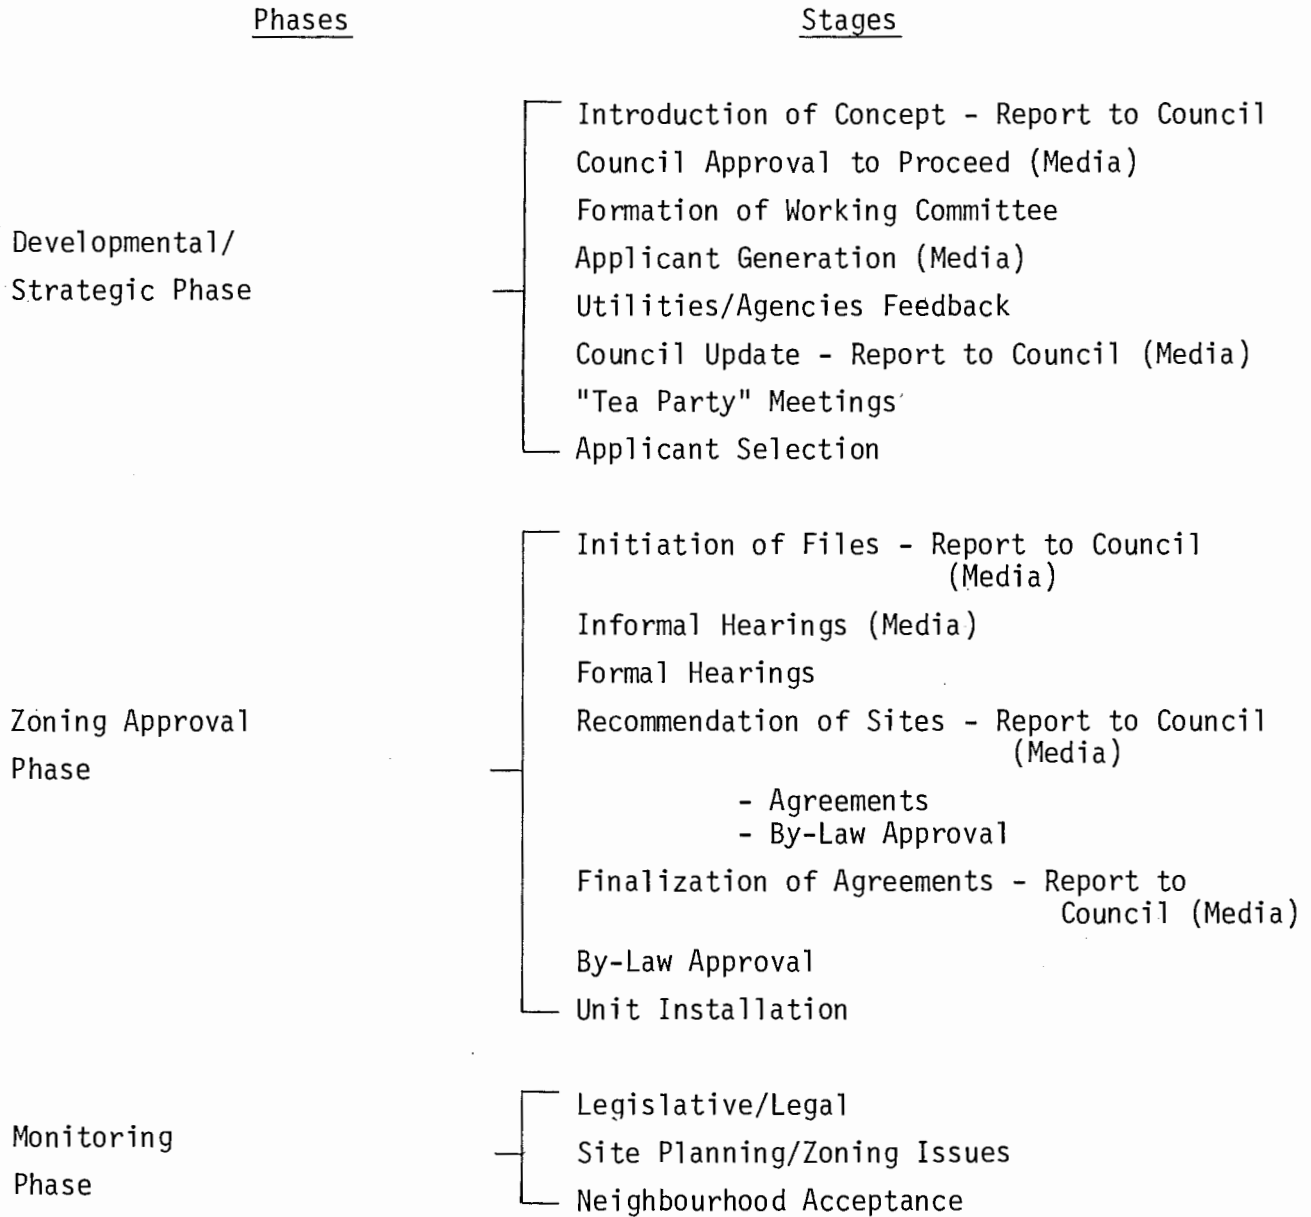 Phases Stages
Introduction of Concept - Report to Council
Council Approval to Proceed (Media)
Formation of Working Committee
Developmental/
Applicant Generation (Media)
Strategic Phase
Utilities/Agencies Feedback
Council Update - Report to Council (Media)
"Tea Party" Meetings
Applicant Selection
Initiation of Files - Report to Council
(Media)
Informal Hearings (Media)
Formal Hearings
Zoning Approval
Recommendation of Sites - Report to Council
(Media)
Phase
- Agreements
- By-Law Approval
Finalization of Agreements - Report to
Council (Media)
By-Law Approval
Unit Installation
Legislative/Legal
Monitoring
Site Planning/Zoning Issues
Phase
Neighbourhood Acceptance